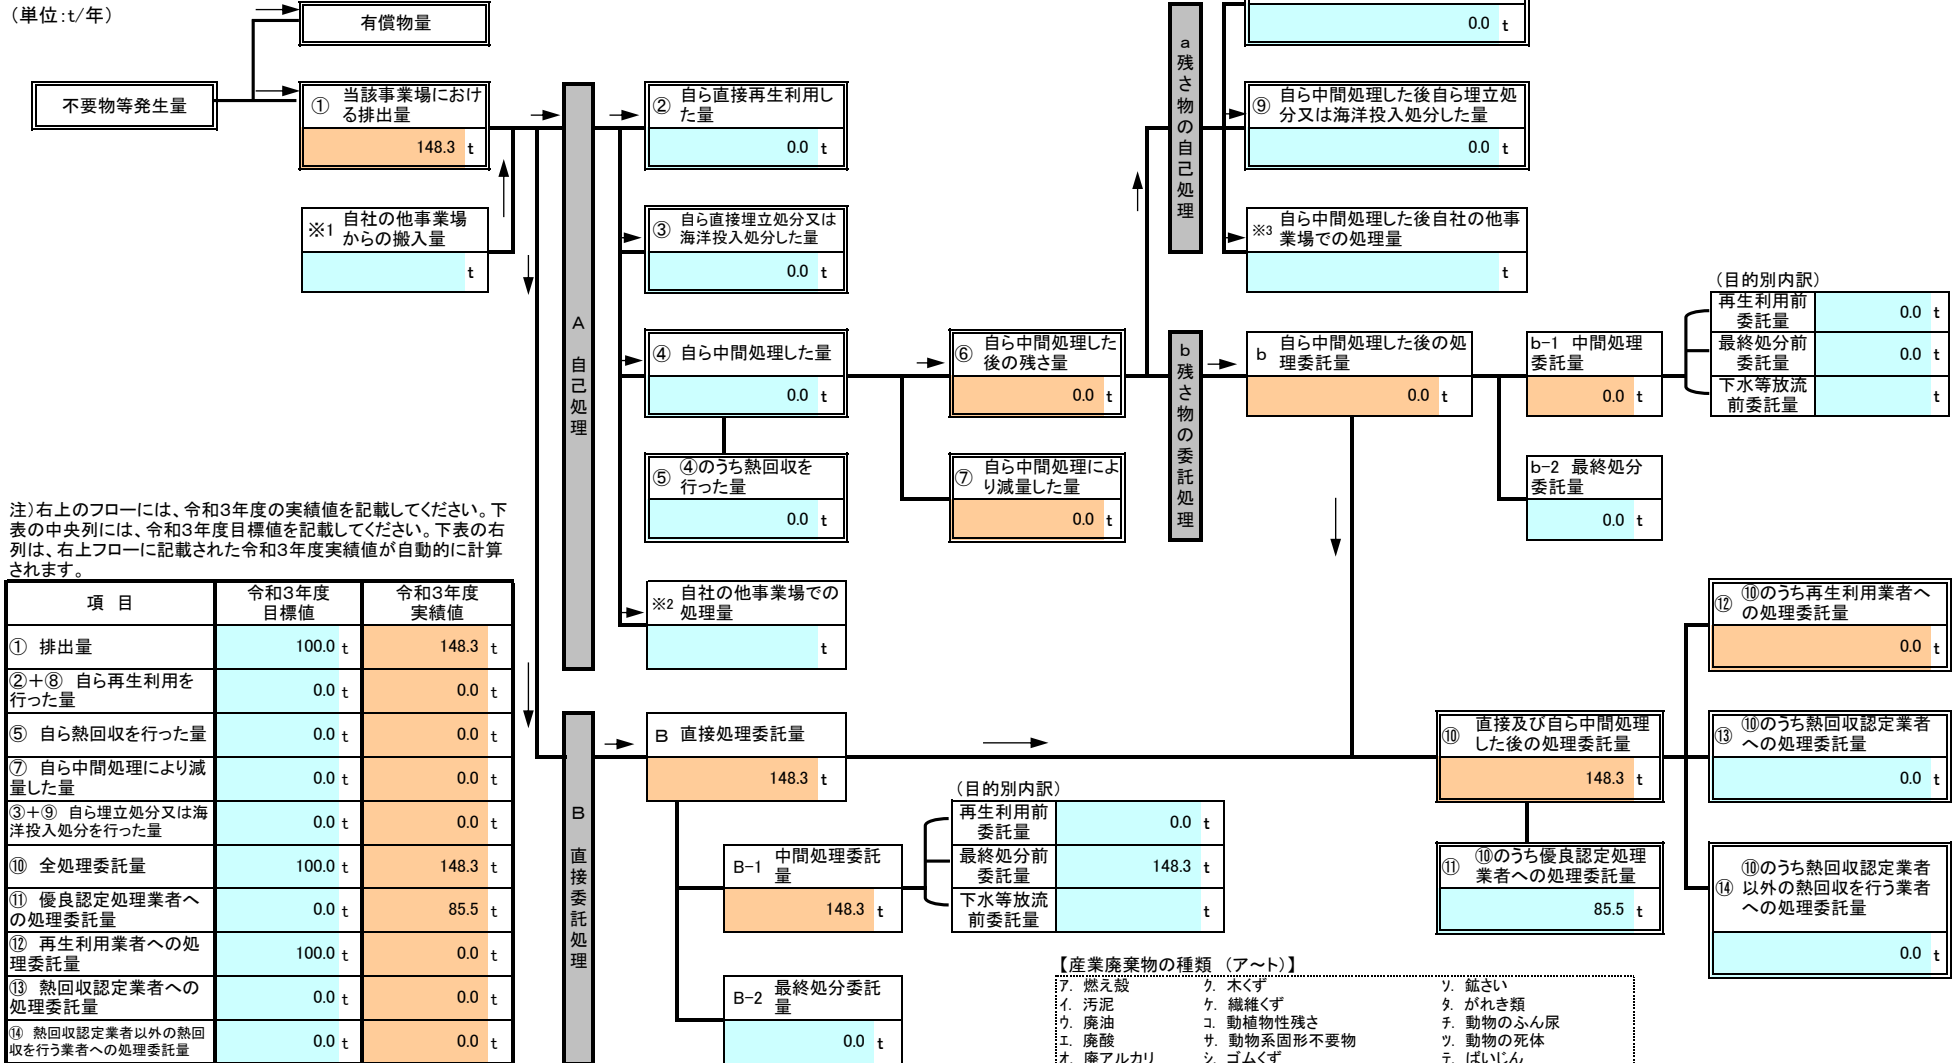 (単位:t/年)
有償物量
不要物等発生量
① 当該事業場におけ
る排出量
148.3 t
※1 自社の他事業場
からの搬入量
t
A 自己処理
② 自ら直接再生利用し
た量
0.0 t
③ 自ら直接埋立処分又は
海洋投入処分した量
0.0 t
④ 自ら中間処理した量
0.0 t
⑤ ④のうち熱回収を
行った量
0.0 t
※2 自社の他事業場での
処理量
t
⑥ 自ら中間処理した
後の残さ量
0.0 t
⑦ 自ら中間処理によ
り減量した量
0.0 t
a 残さ物の自己処理
0.0 t
⑨ 自ら中間処理した後自ら埋立処
分又は海洋投入処分した量
0.0 t
※3 自ら中間処理した後自社の他事
業場での処理量
t
b 残さ物の委託処理
b 自ら中間処理した後の処
理委託量
0.0 t
b-1 中間処理
委託量
0.0 t
(目的別内訳)
再生利用前
委託量
0.0 t
最終処分前
委託量
0.0 t
下水等放流
前委託量
t
b-2 最終処分
委託量
0.0 t
注)右上のフローには、令和3年度の実績値を記載してください。下
表の中央列には、令和3年度目標値を記載してください。下表の右
列は、右上フローに記載された令和3年度実績値が自動的に計算
されます。
項 目 令和3年度
目標値 令和3年度
実績値
① 排出量 100.0 t 148.3 t
②+⑧ 自ら再生利用を
行った量 0.0 t 0.0 t
⑤ 自ら熱回収を行った量 0.0 t 0.0 t
⑦ 自ら中間処理により減
量した量 0.0 t 0.0 t
③+⑨ 自ら埋立処分又は海
洋投入処分を行った量 0.0 t 0.0 t
⑩ 全処理委託量 100.0 t 148.3 t
⑪ 優良認定処理業者へ
の処理委託量 0.0 t 85.5 t
⑫ 再生利用業者への処
理委託量 100.0 t 0.0 t
⑬ 熱回収認定業者への
処理委託量 0.0 t 0.0 t
⑭ 熱回収認定業者以外の熱回
収を行う業者への処理委託量 0.0 t 0.0 t
B 直接委託処理
B 直接処理委託量
148.3 t
B-1 中間処理委託
量
148.3 t
(目的別内訳)
再生利用前
委託量
0.0 t
最終処分前
委託量
148.3 t
下水等放流
前委託量
t
B-2 最終処分委託
量
0.0 t
⑩ 直接及び自ら中間処理
した後の処理委託量
148.3 t
⑪ ⑩のうち優良認定処理
業者への処理委託量
85.5 t
⑫ ⑩のうち再生利用業者へ
の処理委託量
0.0 t
⑬ ⑩のうち熱回収認定業者
への処理委託量
0.0 t
⑭ ⑩のうち熱回収認定業者
以外の熱回収を行う業者
への処理委託量
0.0 t
【産業廃棄物の種類 (ア~ト)】
ア. 燃え殻 ク. 木くず ソ. 鉱さい
イ. 汚泥 ケ. 繊維くず タ. がれき類
ウ. 廃油 コ. 動植物性残さ チ. 動物のふん尿
エ. 廃酸 サ. 動物系固形不要物 ツ. 動物の死体
オ. 廃アルカリ シ. ゴムくず テ. ばいじん